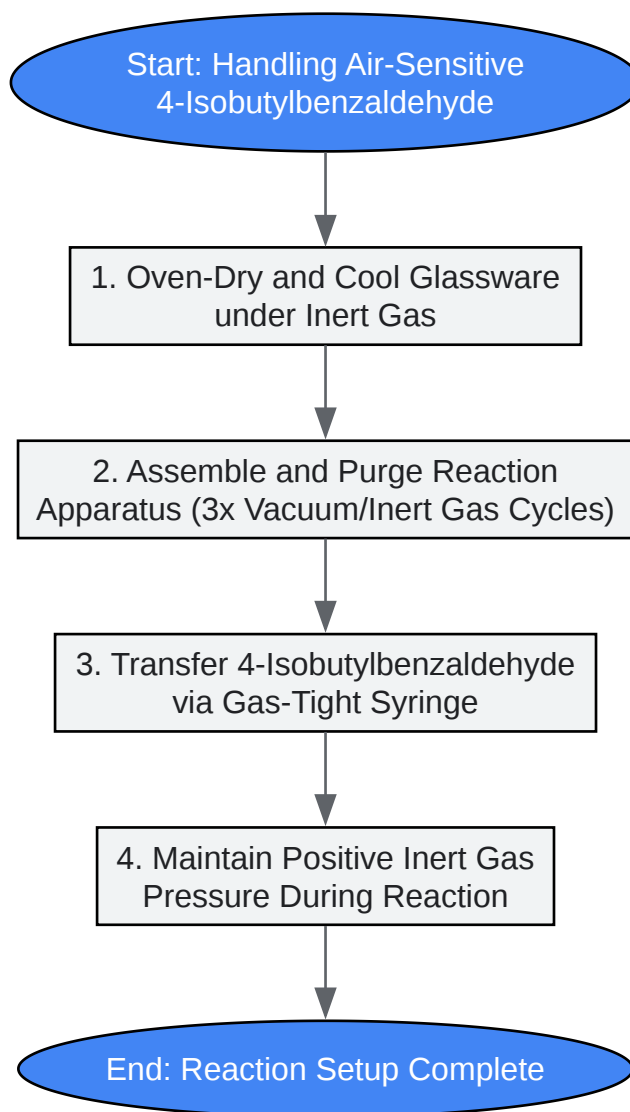 Start: Handling Air-Sensitive
4-Isobutylbenzaldehyde
1. Oven-Dry and Cool Glassware
under Inert Gas
2. Assemble and Purge Reaction
Apparatus (3x Vacuum/Inert Gas Cycles)
3. Transfer 4-Isobutylbenzaldehyde
via Gas-Tight Syringe
4. Maintain Positive Inert Gas
Pressure During Reaction
End: Reaction Setup Complete